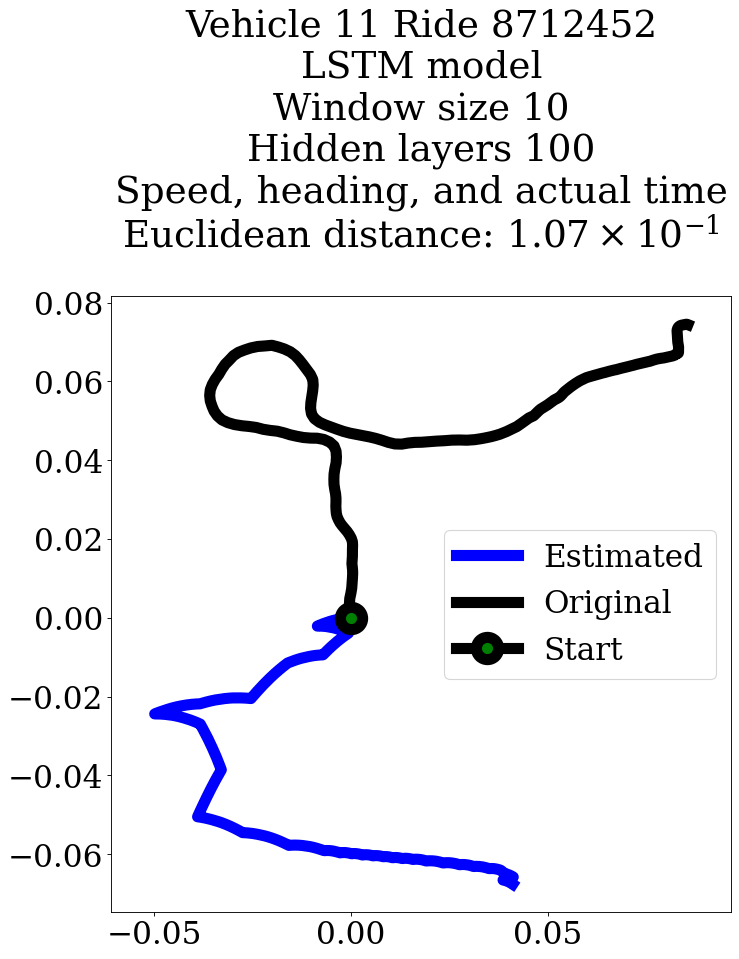 Vehicle 11 Ride 8712452
LSTM model
Window size 10
Hidden layers 100
Speed, heading, and actual time
Euclidean distance: 1.07 × 10⁻¹
0.08
0.06
0.04
0.02
0.00
−0.02
−0.04
−0.06
Estimated
Original
Start
−0.05
0.00
0.05